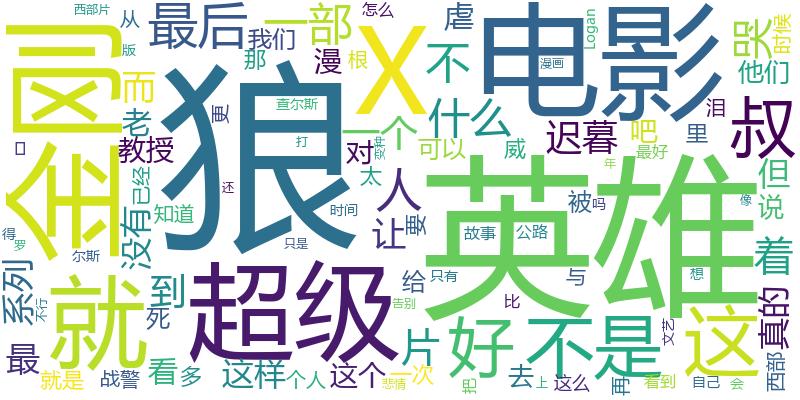 西部片
从
版
最后
我们
那
一部
漫
根
怎么
X
虐
不
电影
Logan
漫画
哭
时候
他们
金刚
而
老
教授
狼
更
查尔斯
打
一个
对
什么
可以
威
迟暮
吧
里
泪
最好
叔
年
口
没有
已经
知道
还
时间
只是
太
变种
人
让
要
英雄
故事
公路
被
吗
但
说
像
想
得
罗
尔斯
系列
不行
就
到
死
超级
给
只有
告别
比
与
着
真的
最
就是
战警
看
多
这样
个人
这个
悲情
一次
片
好
把
去
上
不是
这么
再
文艺
看到
这
自己
会
西部